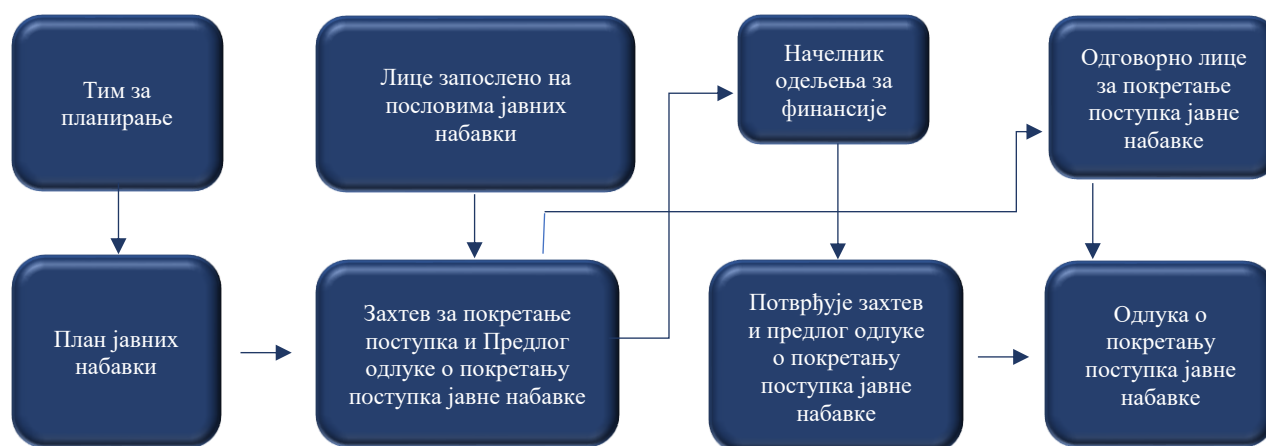 Тим за
планирање
Лице запослено на
пословима јавних
набавки
Начелник
одељења за
финансије
Одговорно лице
за покретање
поступка јавне
набавке
План јавних
набавки
Захтев за покретање
поступка и Предлог
одлуке о покретању
поступка јавне набавке
Потврђује захтев
и предлог одлуке
о покретању
поступка јавне
набавке
Одлука о
покретању
поступка јавне
набавке